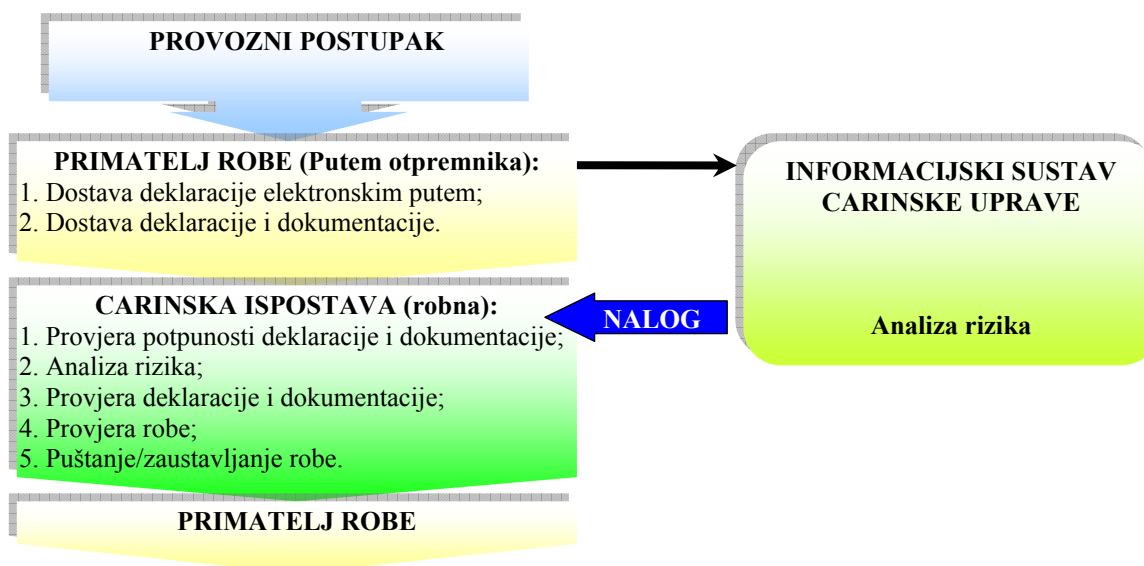 PROVOZNI POSTUPAK
PRIMATELJ ROBE (Putem otpremnika):
1. Dostava deklaracije elektronskim putem;
2. Dostava deklaracije i dokumentacije.
INFORMACIJSKI SUSTAV
CARINSKE UPRAVE
Analiza rizika
NALOG
CARINSKA ISPOSTAVA (robna):
1. Provjera potpunosti deklaracije i dokumentacije;
2. Analiza rizika;
3. Provjera deklaracije i dokumentacije;
4. Provjera robe;
5. Puštanje/zaustavljanje robe.
PRIMATELJ ROBE